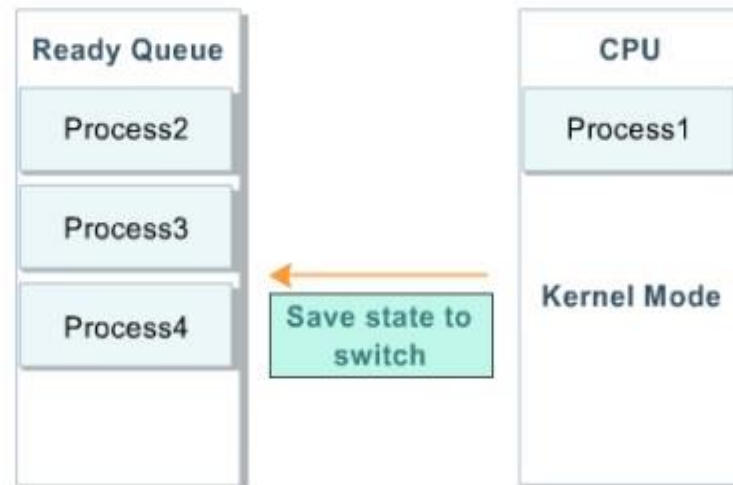 Ready Queue
Process2
Process3
Process4
Save state to
switch
CPU
Process1
Kernel Mode